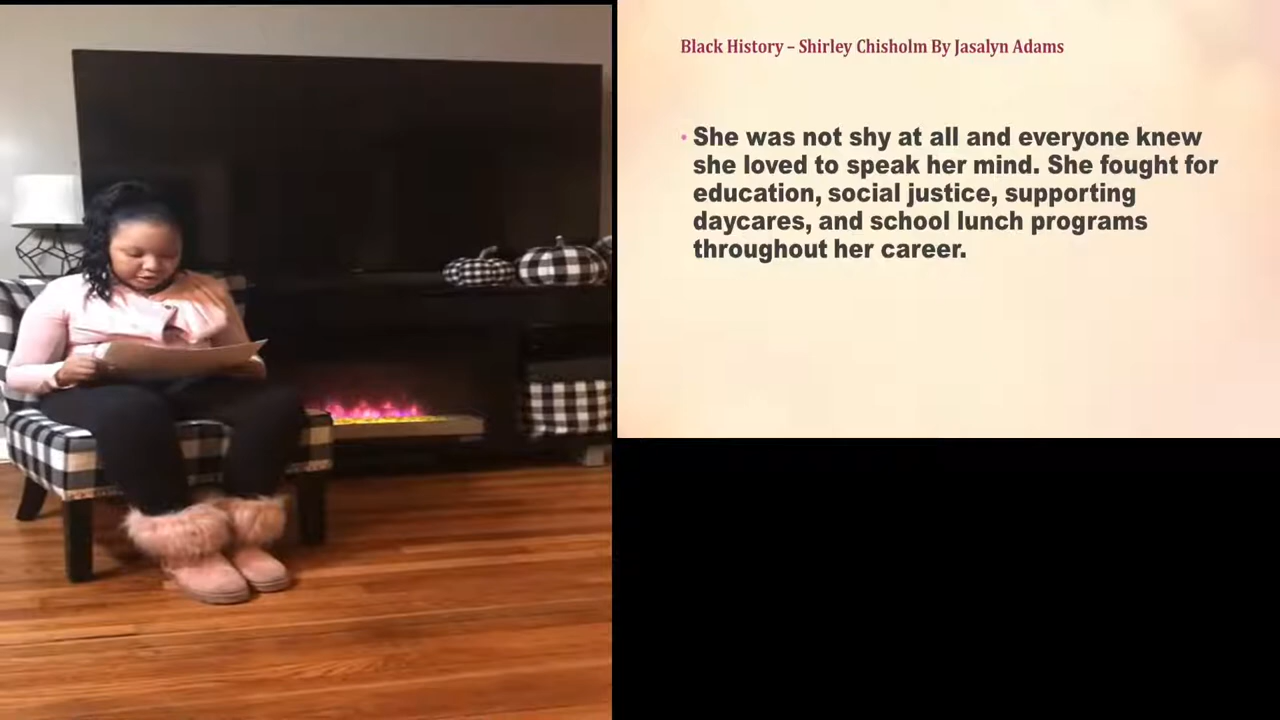 Black History – Shirley Chisholm By Jasalyn Adams
• She was not shy at all and everyone knew
she loved to speak her mind. She fought for
education, social justice, supporting
daycares, and school lunch programs
throughout her career.